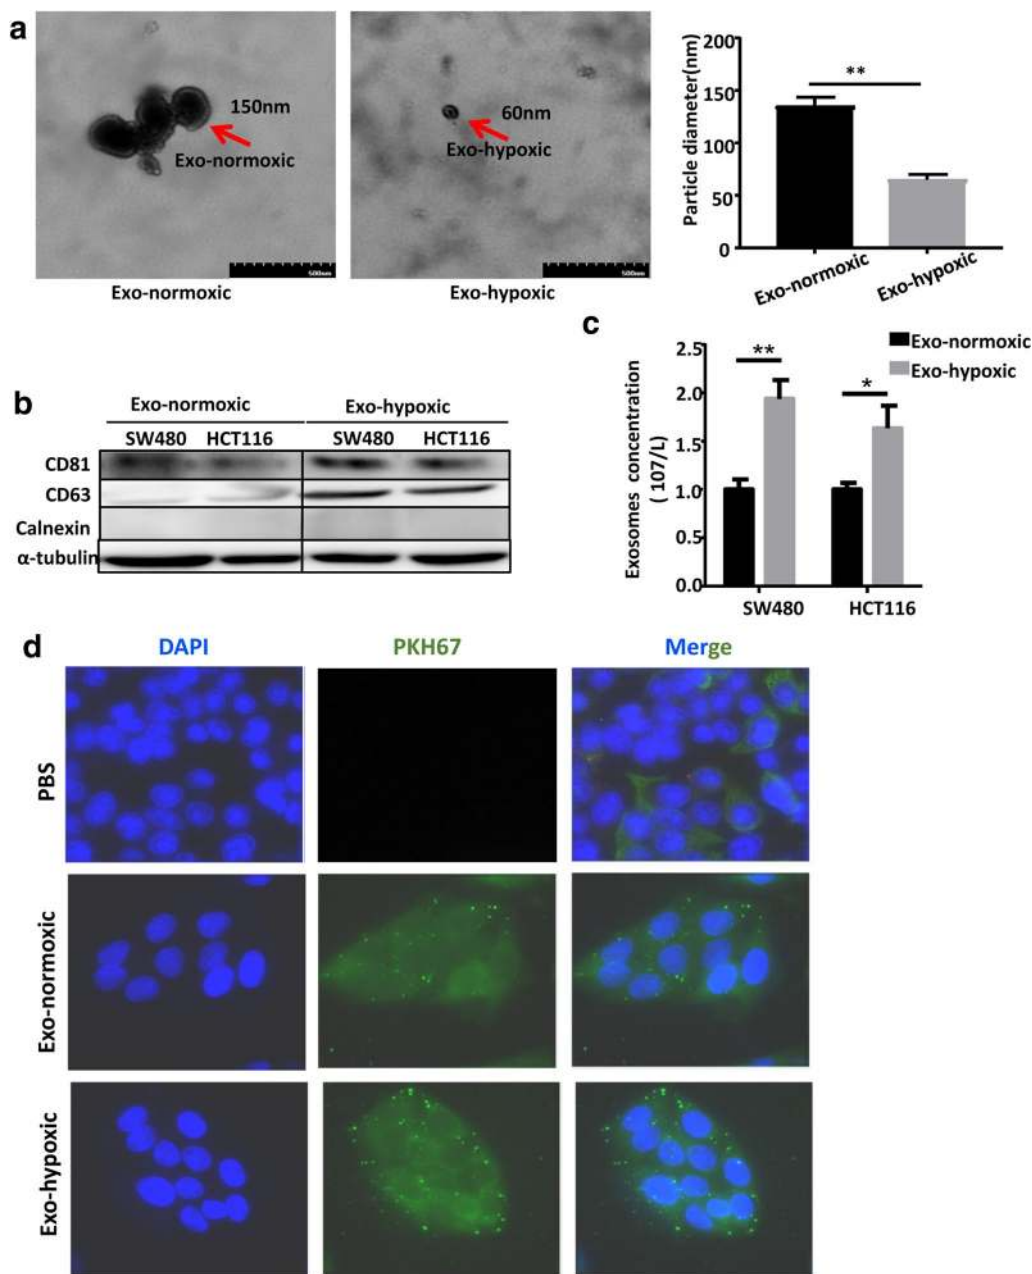 a
150nm
Exo-normoxic
500nm
Exo-normoxic
60nm
Exo-hypoxic
500nm
Exo-hypoxic
Particle diameter(nm)
200
150
100
50
0
**
Exo-normoxic
Exo-hypoxic
b
Exo-normoxic
Exo-hypoxic
SW480 HCT116 SW480 HCT116
CD81
CD63
Calnexin
α-tubulin
c
Exo-normoxic
Exo-hypoxic
Exosomes concentration
( 107/L)
2.5
2.0
1.5
1.0
0.5
0.0
**
*
SW480
HCT116
d
DAPI PKH67 Merge
PBS
Exo-normoxic
Exo-hypoxic